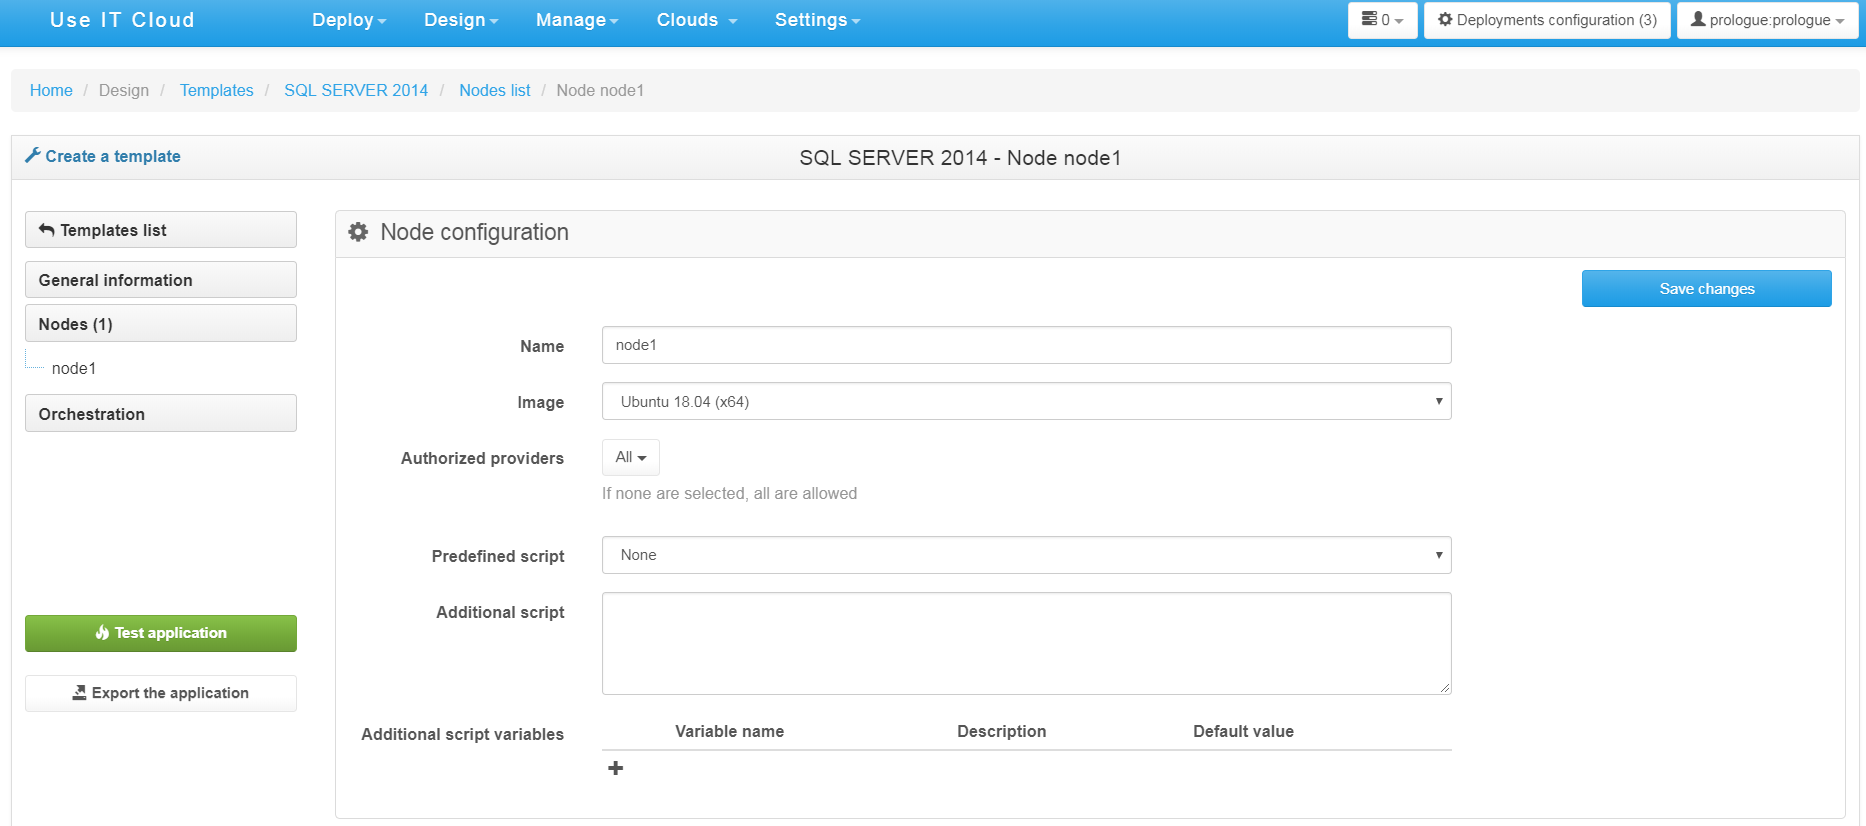 Use IT Cloud Deploy Design Manage Clouds Settings 0 Deployments configuration (3) prologue:prologue
Home / Design / Templates / SQL SERVER 2014 / Nodes list / Node node1
Create a template
SQL SERVER 2014 - Node node1
Templates list
General information
Nodes (1)
node1
Orchestration
Test application
Export the application
Node configuration
Save changes
Name node1
Image Ubuntu 18.04 (x64)
Authorized providers All
If none are selected, all are allowed
Predefined script None
Additional script
Additional script variables Variable name Description Default value